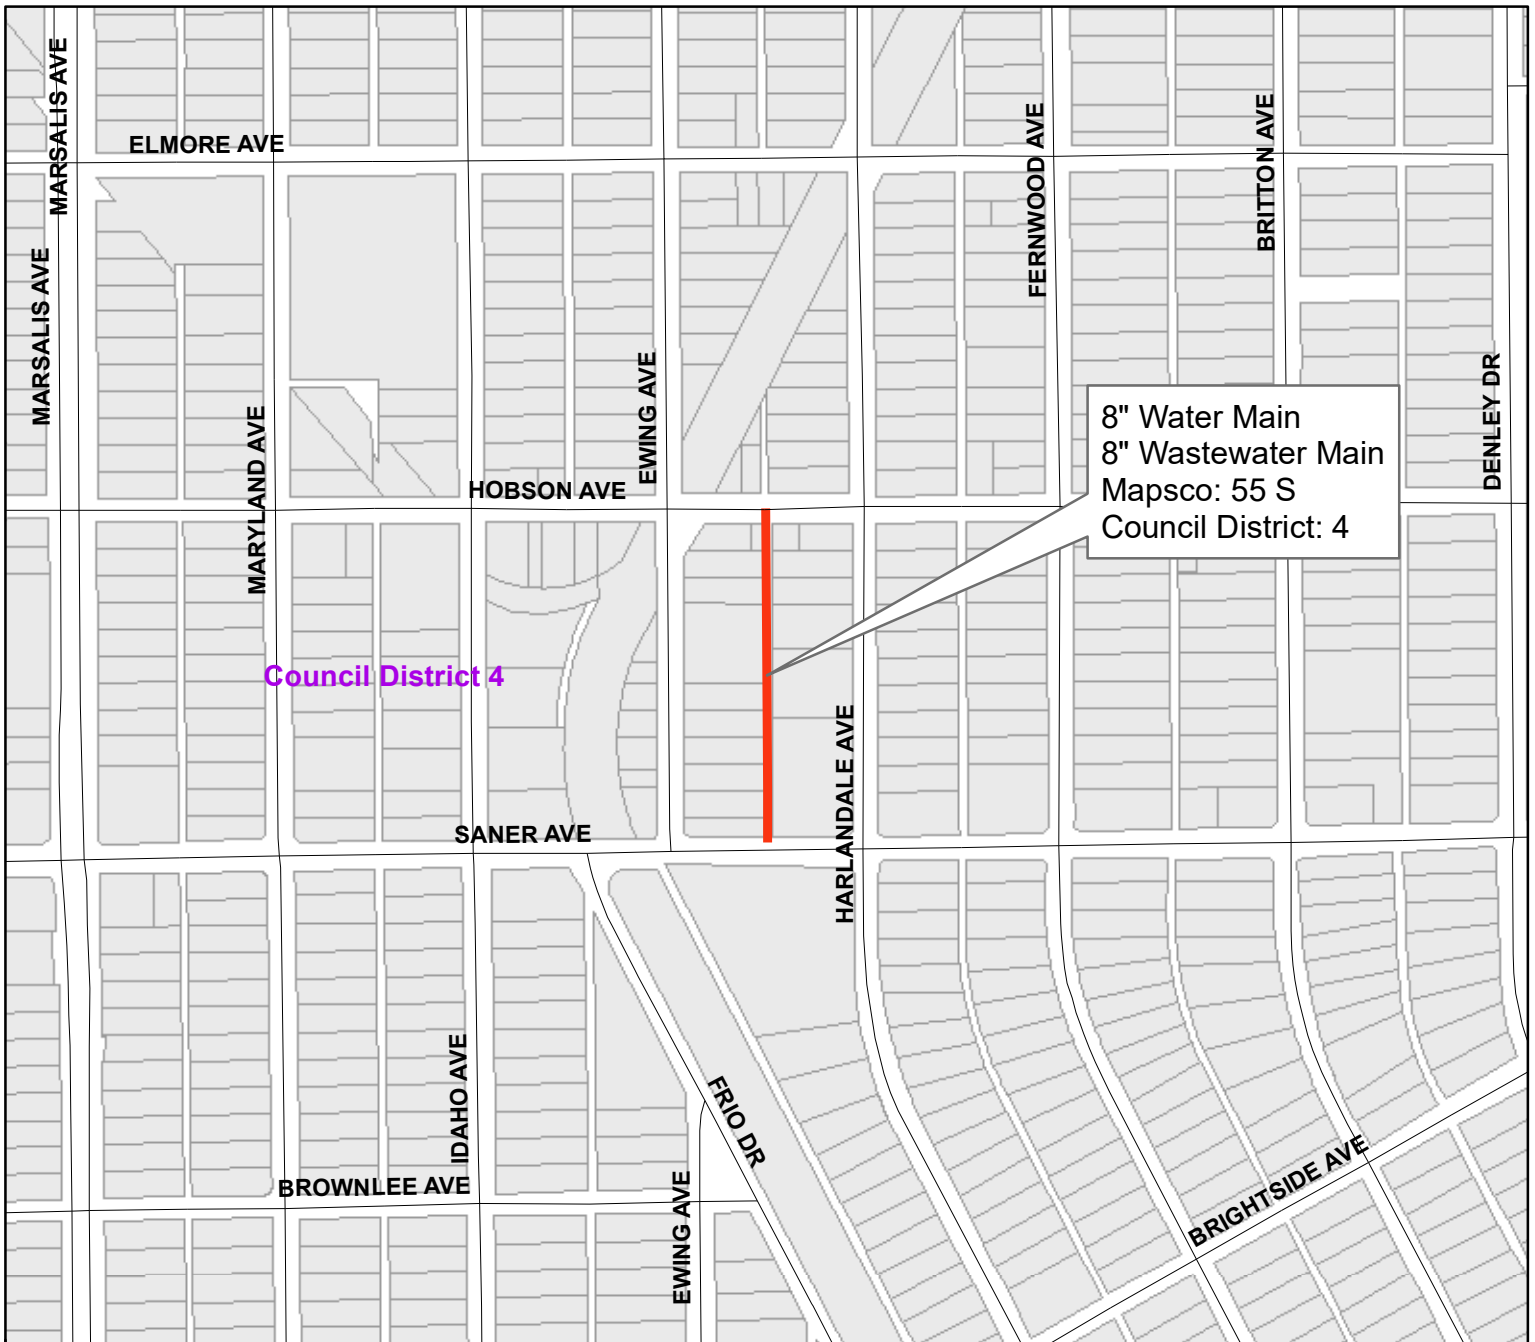 MARSALIS AVE
ELMORE AVE
FERNWOOD AVE
BRITTON AVE
MARSALIS AVE
MARYLAND AVE
EWING AVE
DENLEY DR
HOBSON AVE
8" Water Main
8" Wastewater Main
Mapsco: 55 S
Council District: 4
Council District 4
HARLANDALE AVE
SANER AVE
IDAHO AVE
FRIO DR
BROWNLEE AVE
EWING AVE
BRIGHTSIDE AVE